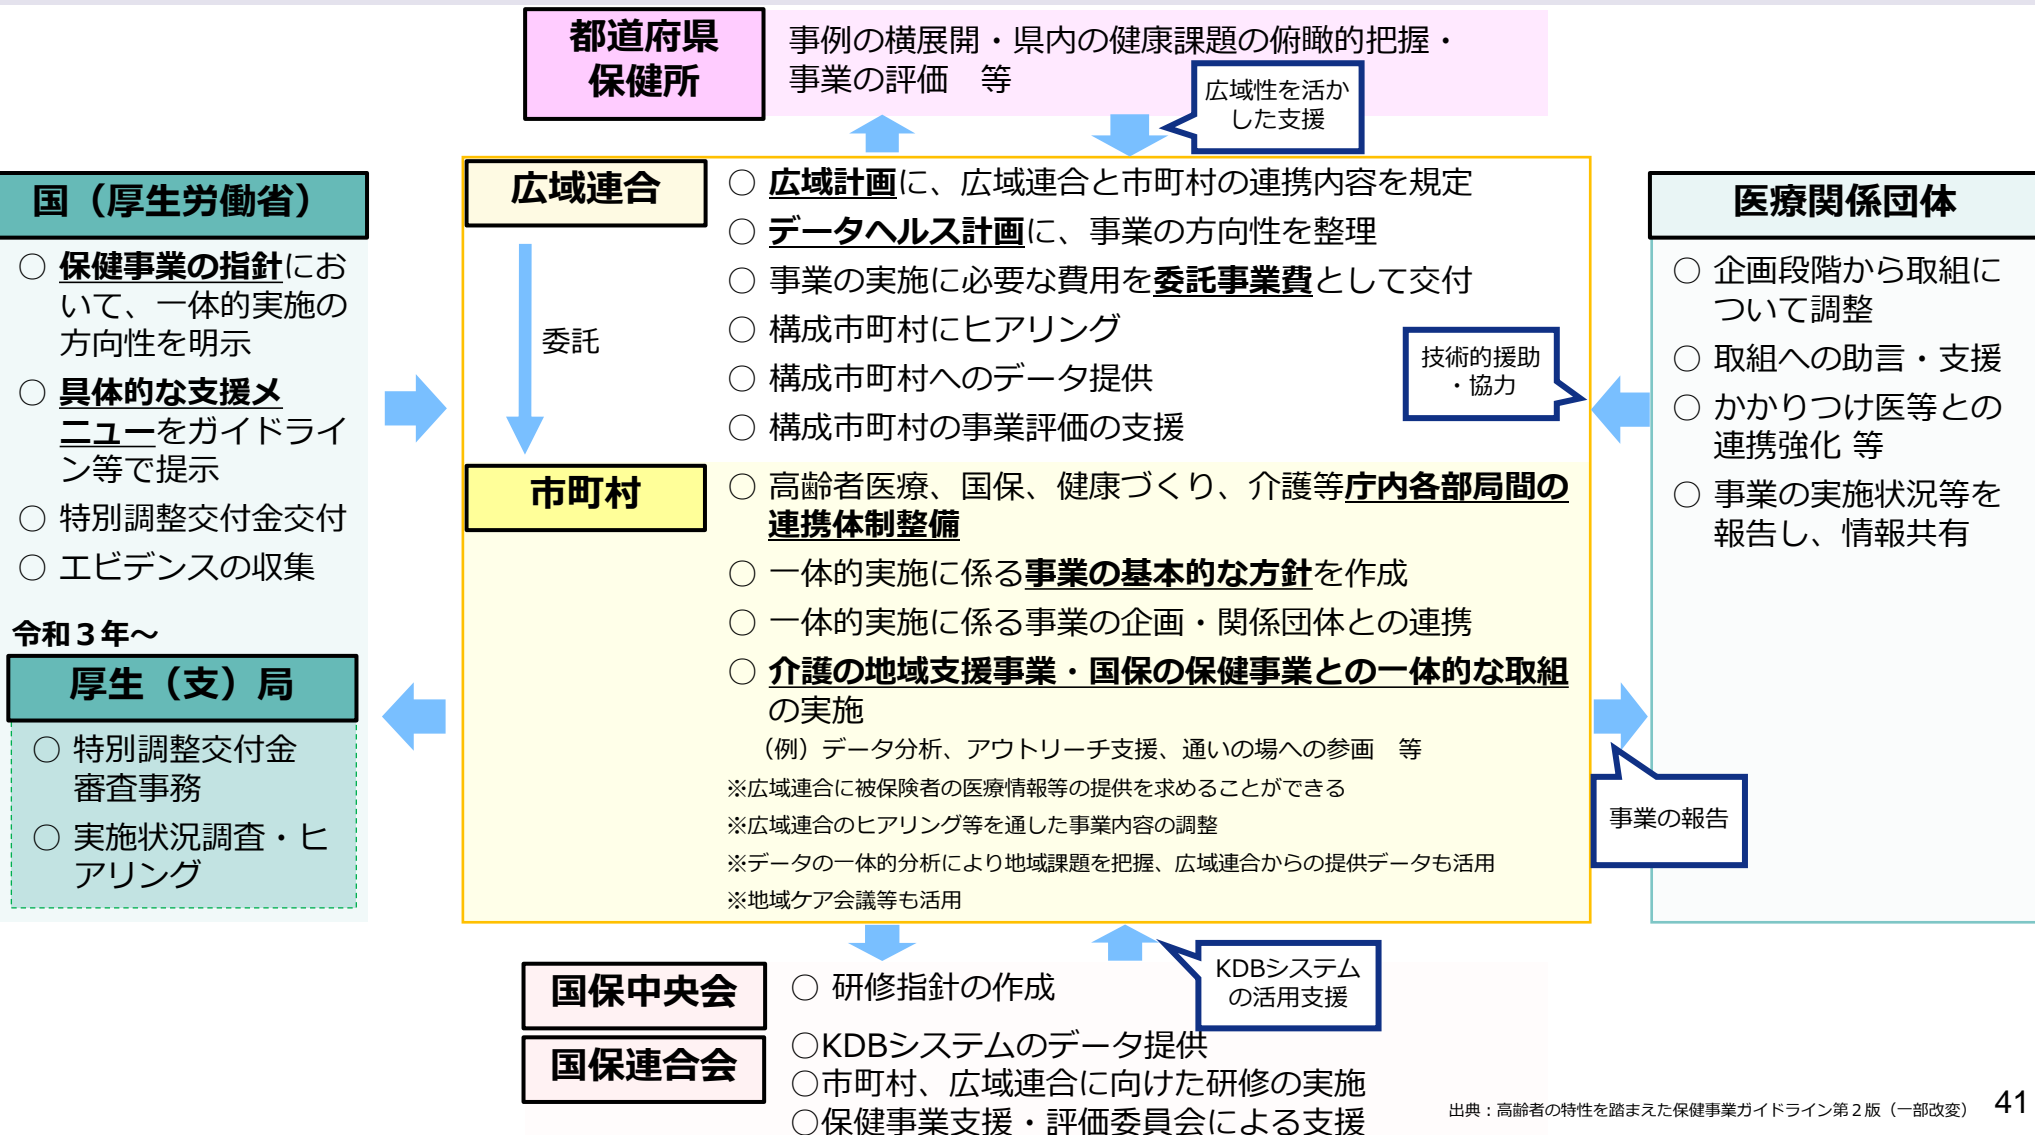 都道府県
保健所
事例の横展開・県内の健康課題の俯瞰的把握・
事業の評価　等
広域性を活か
した支援
国（厚生労働省）
○ 保健事業の指針にお
いて、一体的実施の
方向性を明示
○ 具体的な支援メ
ニューをガイドライ
ン等で提示
○ 特別調整交付金交付
○ エビデンスの収集
令和３年～
厚生（支）局
○ 特別調整交付金
審査事務
○ 実施状況調査・ヒ
アリング
広域連合
委託
○ 広域計画に、広域連合と市町村の連携内容を規定
○ データヘルス計画に、事業の方向性を整理
○ 事業の実施に必要な費用を委託事業費として交付
○ 構成市町村にヒアリング
○ 構成市町村へのデータ提供
○ 構成市町村の事業評価の支援
技術的援助
・協力
市町村
○ 高齢者医療、国保、健康づくり、介護等庁内各部局間の
連携体制整備
○ 一体的実施に係る事業の基本的な方針を作成
○ 一体的実施に係る事業の企画・関係団体との連携
○ 介護の地域支援事業・国保の保健事業との一体的な取組
の実施
（例）データ分析、アウトリーチ支援、通いの場への参画　等
※広域連合に被保険者の医療情報等の提供を求めることができる
※広域連合のヒアリング等を通した事業内容の調整
※データの一体的分析により地域課題を把握、広域連合からの提供データも活用
※地域ケア会議等も活用
医療関係団体
○ 企画段階から取組に
ついて調整
○ 取組への助言・支援
○ かかりつけ医等との
連携強化 等
○ 事業の実施状況等を
報告し、情報共有
事業の報告
国保中央会
○ 研修指針の作成
KDBシステム
の活用支援
国保連合会
○KDBシステムのデータ提供
○市町村、広域連合に向けた研修の実施
○保健事業支援・評価委員会による支援
出典：高齢者の特性を踏まえた保健事業ガイドライン第２版（一部改変）
41